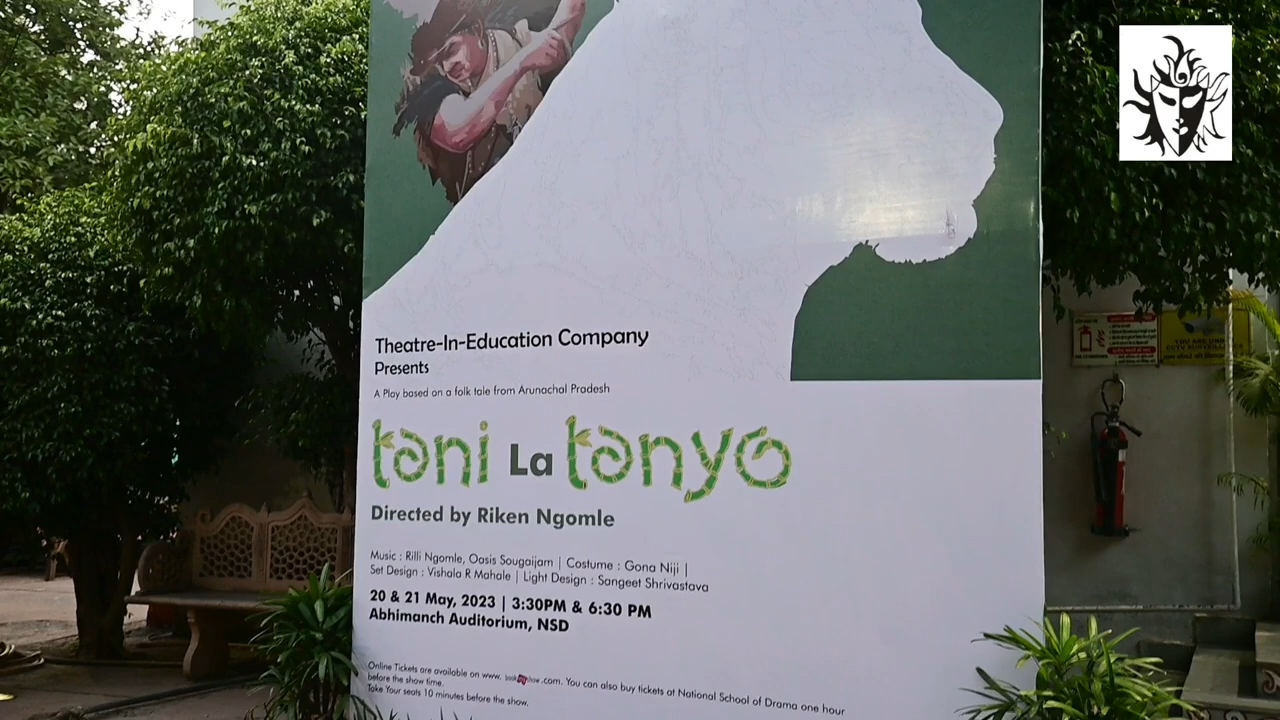 Theatre-In-Education Company
Presents
A Play based on a folk tale from Arunachal Pradesh
tani La tanyo
Directed by Riken Ngomle
Music : Rilli Ngomle, Oasis Sougaijam | Costume : Gona Niji |
Set Design : Vishala R Mahale | Light Design : Sangeet Shrivastava
20 & 21 May, 2023 | 3:30PM & 6:30 PM
Abhimanch Auditorium, NSD
Online Tickets are available on www. bookmyshow .com. You can also buy tickets at National School of Drama one hour
before the show time.
Take Your seats 10 minutes before the show.